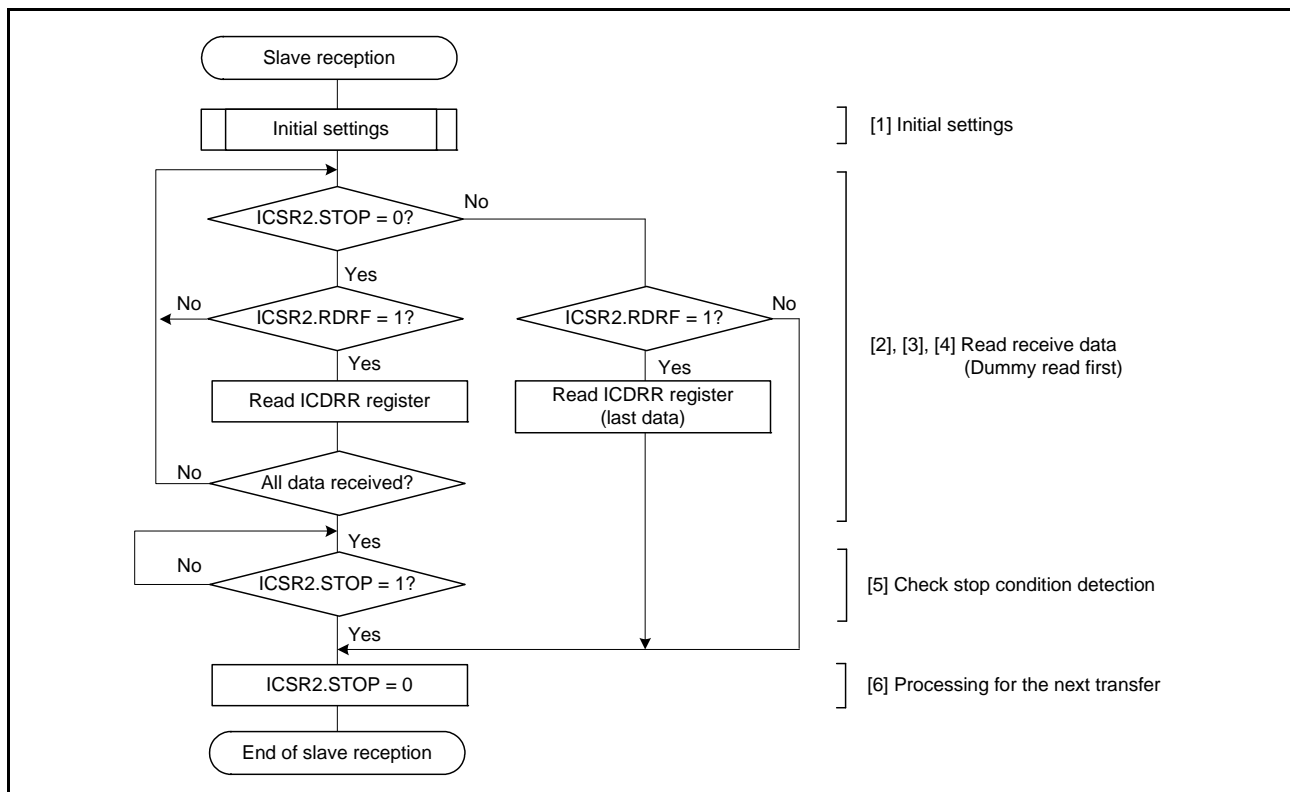 Slave reception
Initial settings
[1] Initial settings
ICSR2.STOP = 0?
No
Yes
No
ICSR2.RDRF = 1?
ICSR2.RDRF = 1?
No
[2], [3], [4] Read receive data
(Dummy read first)
Yes
Yes
Read ICDRR register
Read ICDRR register
(last data)
No
All data received?
Yes
No
ICSR2.STOP = 1?
[5] Check stop condition detection
Yes
ICSR2.STOP = 0
[6] Processing for the next transfer
End of slave reception